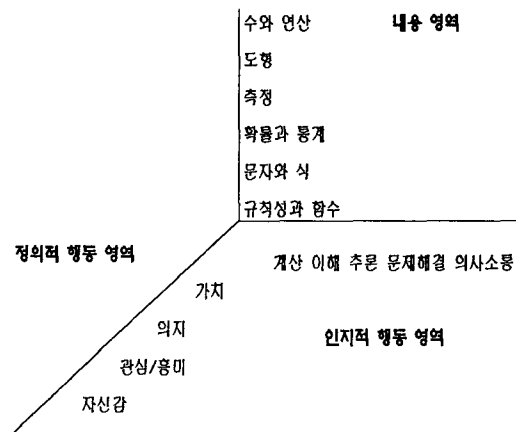 수와 연산 내용 영역
도형
측정
확률과 통계
문자와 식
규칙성과 함수
정의적 행동 영역
계산 이해 추론 문제해결 의사소통
가치
의지
인지적 행동 영역
관심/흥미
자신감